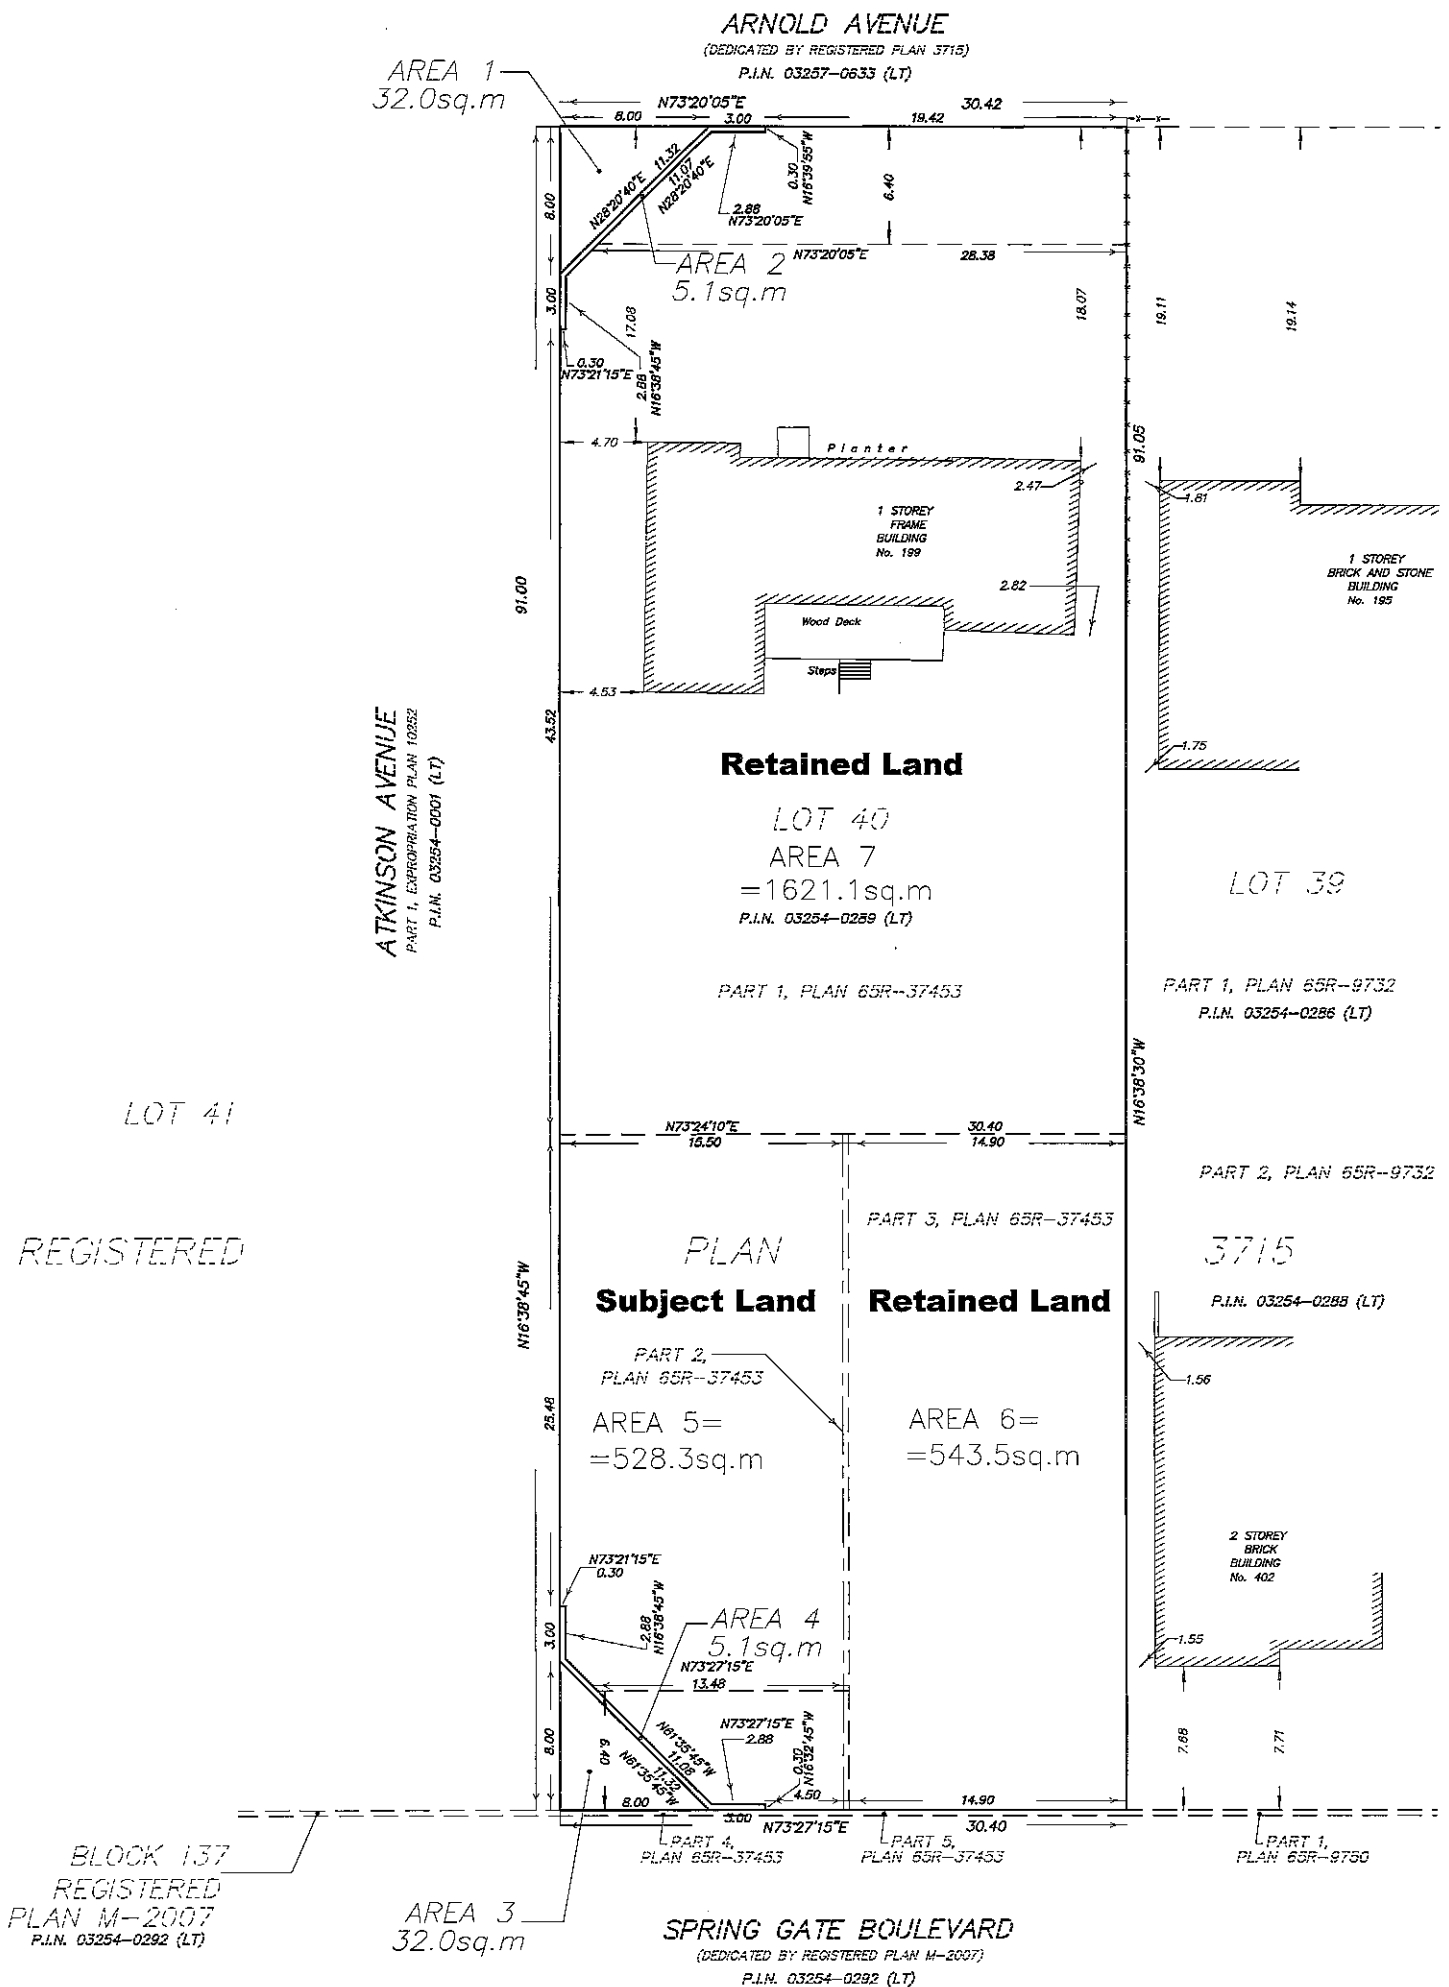 ARNOLD AVENUE
(DEDICATED BY REGISTERED PLAN 3715)
P.I.N. 03257-0633 (LT)
AREA 1
32.0sq.m
N73°20'05"E
30.42
8.00
3.00
19.42
11.32
N28°20'40"E
11.07
N28°20'40"E
0.30
N16°39'55"W
2.88
N73°20'05"E
6.40
8.00
N73°20'05"E
28.38
AREA 2
5.1sq.m
3.00
17.08
18.07
19.11
19.14
0.30
N73°21'15"E
2.88
N16°38'45"W
4.70
Planter
91.05
2.47
1.61
1 STOREY
FRAME
BUILDING
No. 199
1 STOREY
BRICK AND STONE
BUILDING
No. 195
91.00
2.82
Wood Deck
Steps
4.53
43.52
1.75
ATKINSON AVENUE
PART 1, EXPROPRIATION PLAN 10252
P.I.N. 03254-0001 (LT)
Retained Land
LOT 40
AREA 7
=1621.1sq.m
P.I.N. 03254-0289 (LT)
LOT 39
PART 1, PLAN 65R-37453
PART 1, PLAN 65R-9732
P.I.N. 03254-0286 (LT)
N16°38'30"W
LOT 41
N73°24'10"E
30.40
15.50
14.90
PART 2, PLAN 65R-9732
PART 3, PLAN 65R-37453
REGISTERED
PLAN
3715
N16°38'45"W
Subject Land
Retained Land
P.I.N. 03254-0288 (LT)
PART 2,
PLAN 65R-37453
1.56
25.48
AREA 5=
=528.3sq.m
AREA 6=
=543.5sq.m
2 STOREY
BRICK
BUILDING
No. 402
N73°21'15"E
0.30
2.88
N16°38'45"W
3.00
AREA 4
5.1sq.m
1.55
N73°27'15"E
13.48
N73°27'15"E
2.88
0.30
N16°32'45"W
N61°35'45"W
11.08
11.32
N61°35'45"W
8.00
6.40
7.68
7.71
8.00
3.00
4.50
14.90
N73°27'15"E
30.40
PART 4,
PLAN 65R-37453
PART 5,
PLAN 65R-37453
PART 1,
PLAN 65R-9750
BLOCK 137
REGISTERED
PLAN M-2007
P.I.N. 03254-0292 (LT)
AREA 3
32.0sq.m
SPRING GATE BOULEVARD
(DEDICATED BY REGISTERED PLAN M-2007)
P.I.N. 03254-0292 (LT)